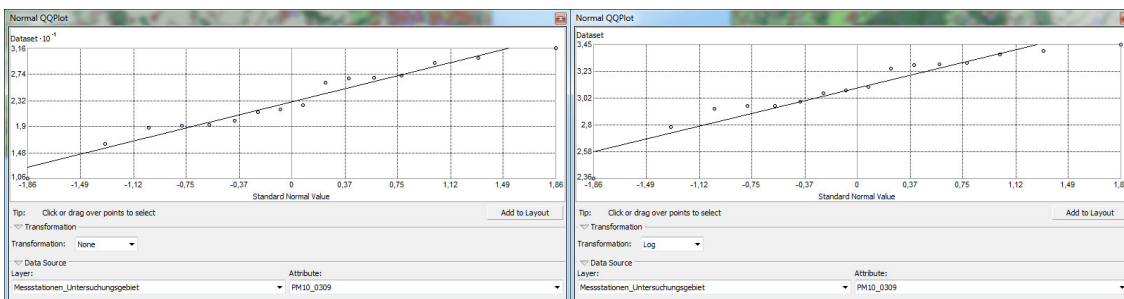 Normal QQPlot
Dataset · 10⁻¹
3,16
2,74
2,32
1,9
1,48
1,06
-1,86 -1,49 -1,12 -0,75 -0,37 0 0,37 0,75 1,12 1,49 1,86
Standard Normal Value
Tip: Click or drag over points to select
Add to Layout
Transformation
Transformation: None
Data Source
Layer: Attribute:
Messstationen_Untersuchungsgebiet PM10_0309
Normal QQPlot
Dataset
3,45
3,23
3,02
2,8
2,58
2,36
-1,86 -1,49 -1,12 -0,75 -0,37 0 0,37 0,75 1,12 1,49 1,86
Standard Normal Value
Tip: Click or drag over points to select
Add to Layout
Transformation
Transformation: Log
Data Source
Layer: Attribute:
Messstationen_Untersuchungsgebiet PM10_0309